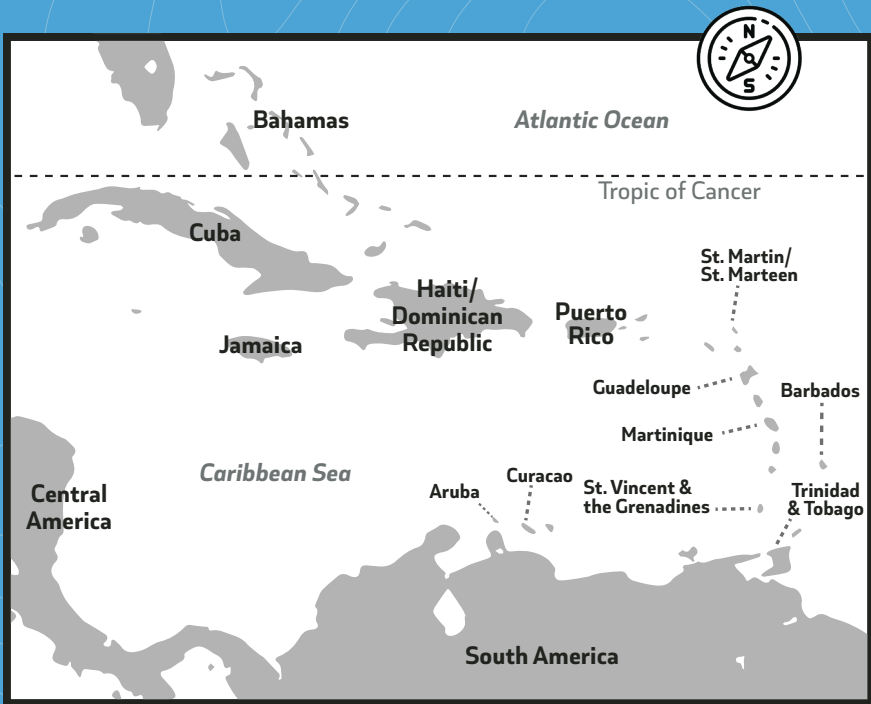 N
S
Bahamas
Atlantic Ocean
Tropic of Cancer
Cuba
St. Martin/
St. Marteen
Haiti/
Dominican
Republic
Puerto
Rico
Jamaica
Guadeloupe
Barbados
Martinique
Caribbean Sea
Central
America
Aruba
Curacao
St. Vincent &
the Grenadines
Trinidad
& Tobago
South America